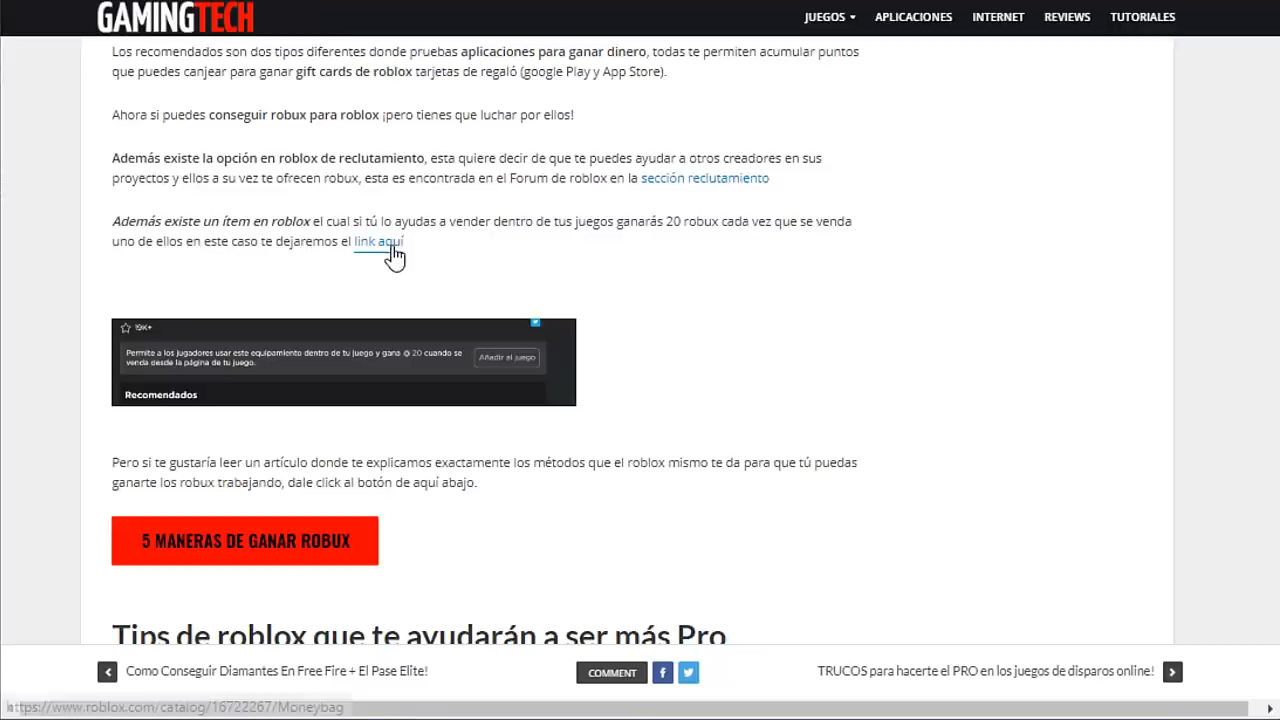 GAMINGTECH
JUEGOS
APLICACIONES
INTERNET
REVIEWS
TUTORIALES
Los recomendados son dos tipos diferentes donde pruebas aplicaciones para ganar dinero, todas te permiten acumular puntos
que puedes canjear para ganar gift cards de roblox tarjetas de regaló (google Play y App Store).
Ahora si puedes conseguir robux para roblox ¡pero tienes que luchar por ellos!
Además existe la opción en roblox de reclutamiento, esta quiere decir de que te puedes ayudar a otros creadores en sus
proyectos y ellos a su vez te ofrecen robux, esta es encontrada en el Forum de roblox en la sección reclutamiento
Además existe un ítem en roblox el cual si tú lo ayudas a vender dentro de tus juegos ganarás 20 robux cada vez que se venda
uno de ellos en este caso te dejaremos el link aquí
19K+
Permite a los jugadores usar este equipamiento dentro de tu juego y gana 20 cuando se
venda desde la página de tu juego.
Añadir al juego
Recomendados
Pero si te gustaría leer un artículo donde te explicamos exactamente los métodos que el roblox mismo te da para que tú puedas
ganarte los robux trabajando, dale click al botón de aquí abajo.
5 MANERAS DE GANAR ROBUX
Tips de roblox que te ayudarán a ser más Pro
Como Conseguir Diamantes En Free Fire + El Pase Elite!
COMMENT
TRUCOS para hacerte el PRO en los juegos de disparos online!
https://www.roblox.com/catalog/16722267/Moneybag